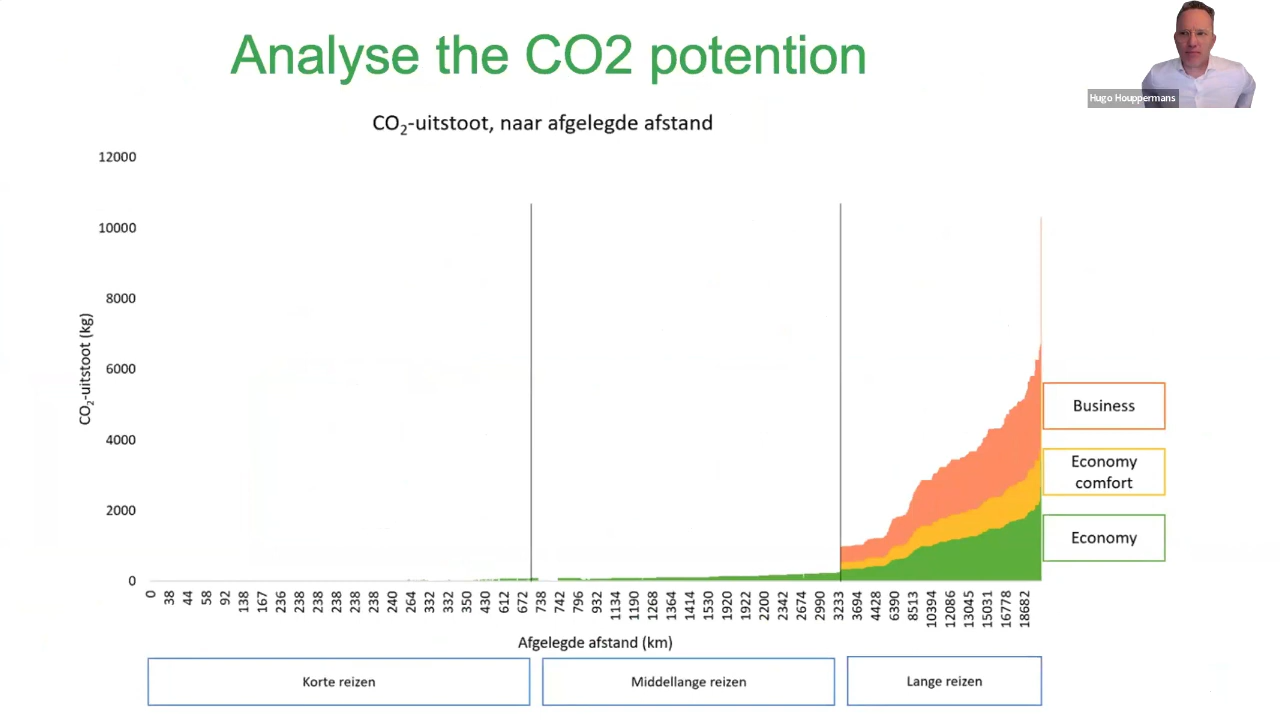 Analyse the CO2 potention
Hugo Houppermans
CO₂-uitstoot, naar afgelegde afstand
12000
10000
8000
6000
4000
2000
0
CO₂-uitstoot (kg)
Business
Economy
comfort
Economy
0 38 44 58 92 138 167 236 238 238 238 238 238 240 264 332 332 350 430 612 672 738 742 796 932 1134 1190 1268 1364 1414 1530 1920 1922 2200 2342 2674 2990 3233 3694 4428 6390 8513 10394 12086 13045 15031 16778 18682
Afgelegde afstand (km)
Korte reizen
Middellange reizen
Lange reizen